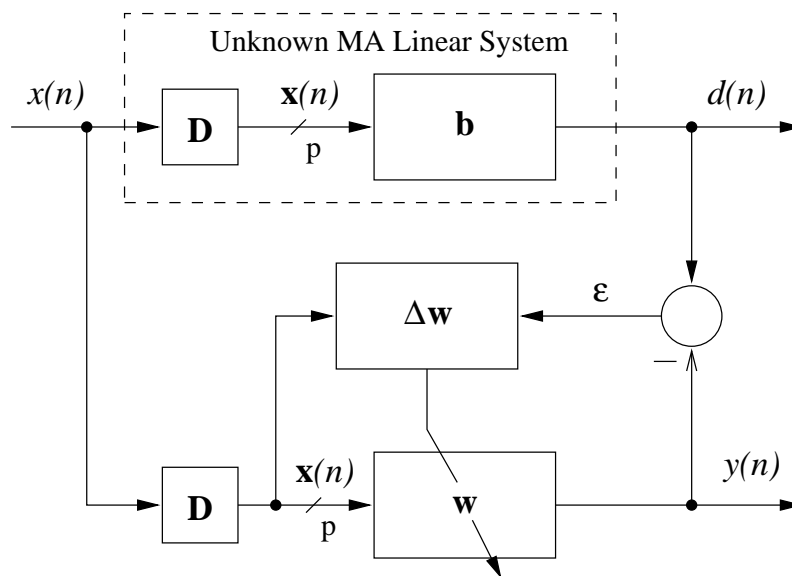 Unknown MA Linear System
x(n)
D
x(n)
p
b
d(n)
Δw
ε
—
D
x(n)
p
w
y(n)